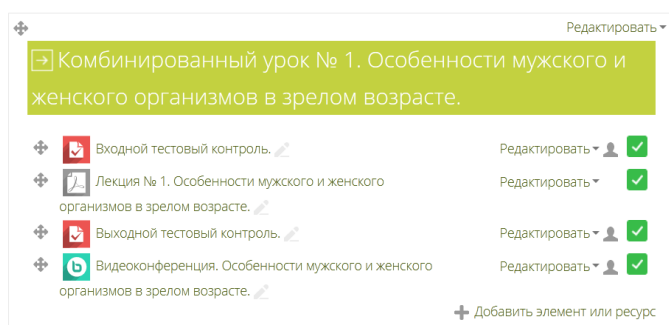 Редактировать
Комбинированный урок № 1. Особенности мужского и
женского организмов в зрелом возрасте.
Входной тестовый контроль. Редактировать
Лекция № 1. Особенности мужского и женского Редактировать
организмов в зрелом возрасте.
Выходной тестовый контроль. Редактировать
Видеоконференция. Особенности мужского и женского Редактировать
организмов в зрелом возрасте.
Добавить элемент или ресурс